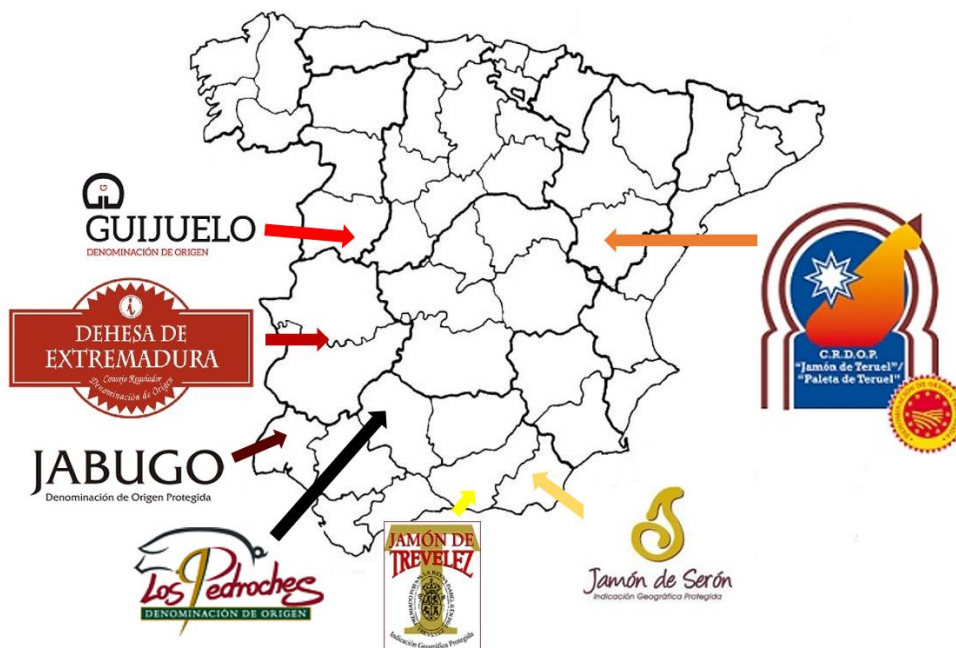 GUIJUELO
DENOMINACIÓN DE ORIGEN
DEHESA DE
EXTREMADURA
Consejo Regulador
Denominación de Origen
JABUGO
Denominación de Origen Protegida
Los Pedroches
DENOMINACIÓN DE ORIGEN
JAMÓN DE
TREVELEZ
Indicación Geográfica Protegida
Jamón de Serón
Indicación Geográfica Protegida
C.R.D.O.P.
"Jamón de Teruel"/
"Paleta de Teruel"